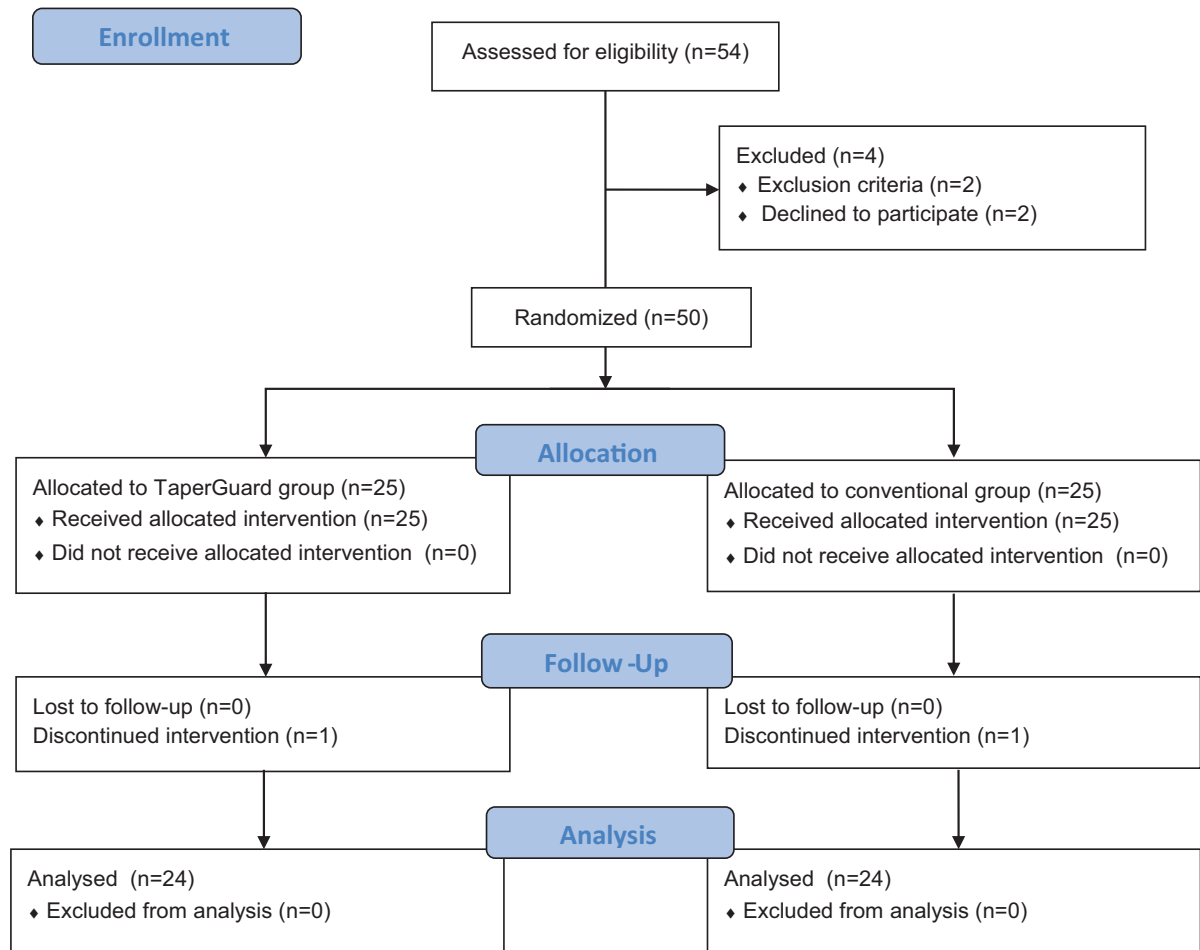 Enrollment
Assessed for eligibility (n=54)
Excluded (n=4)
♦ Exclusion criteria (n=2)
♦ Declined to participate (n=2)
Randomized (n=50)
Allocation
Allocated to TaperGuard group (n=25)
♦ Received allocated intervention (n=25)
♦ Did not receive allocated intervention (n=0)
Allocated to conventional group (n=25)
♦ Received allocated intervention (n=25)
♦ Did not receive allocated intervention (n=0)
Follow-Up
Lost to follow-up (n=0)
Discontinued intervention (n=1)
Lost to follow-up (n=0)
Discontinued intervention (n=1)
Analysis
Analysed (n=24)
♦ Excluded from analysis (n=0)
Analysed (n=24)
♦ Excluded from analysis (n=0)